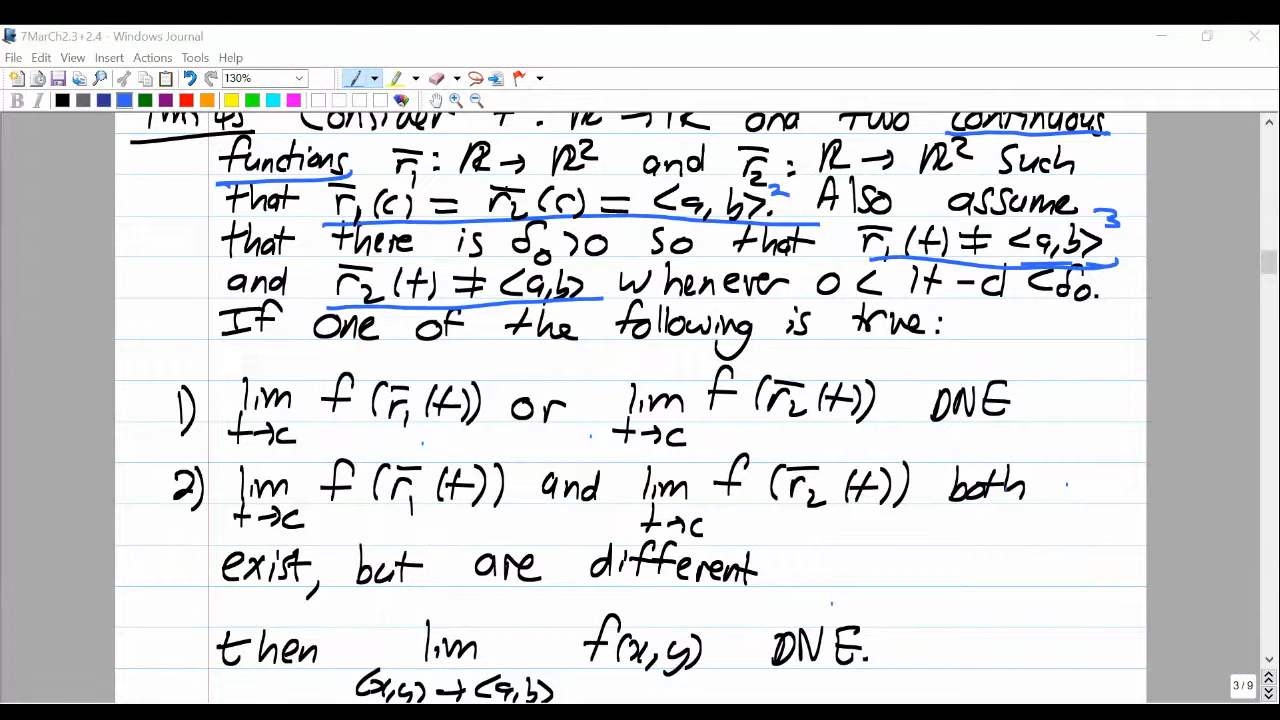 7MarCh2.3+2.4 - Windows Journal
File Edit View Insert Actions Tools Help
130%
B I
Consider f : R → R and two continuous
functions r̅₁ : R → R² and r̅₂ : R → R² such
that r̅₁(c) = r̅₂(c) = <a, b>.² Also assume
that there is δ₀ > 0 so that r̅₁(t) ≠ <a,b>³
and r̅₂(t) ≠ <a,b> whenever 0 < |t - c| < δ₀.
If one of the following is true:
1) lim f(r̅₁(t)) or lim f(r̅₂(t)) DNE
t→c t→c
2) lim f(r̅₁(t)) and lim f(r̅₂(t)) both
t→c t→c
exist, but are different
then lim f(x,y) DNE.
(x,y) → <a,b>
3 / 9